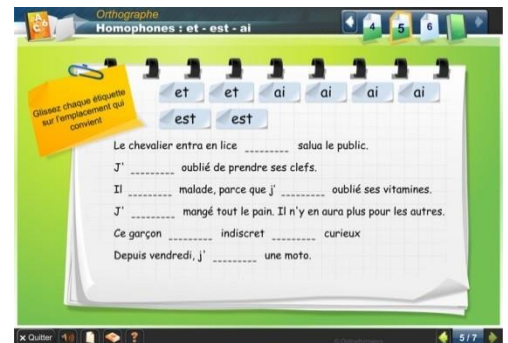 Orthographe
Homophones : et - est - ai
4 5 6
Glissez chaque étiquette
sur l'emplacement qui
convient
et et ai ai ai ai
est est
Le chevalier entra en lice ________ salua le public.
J' ________ oublié de prendre ses clefs.
Il ________ malade, parce que j' ________ oublié ses vitamines.
J' ________ mangé tout le pain. Il n'y en aura plus pour les autres.
Ce garçon ________ indiscret ________ curieux
Depuis vendredi, j' ________ une moto.
x Quitter ? 5/7